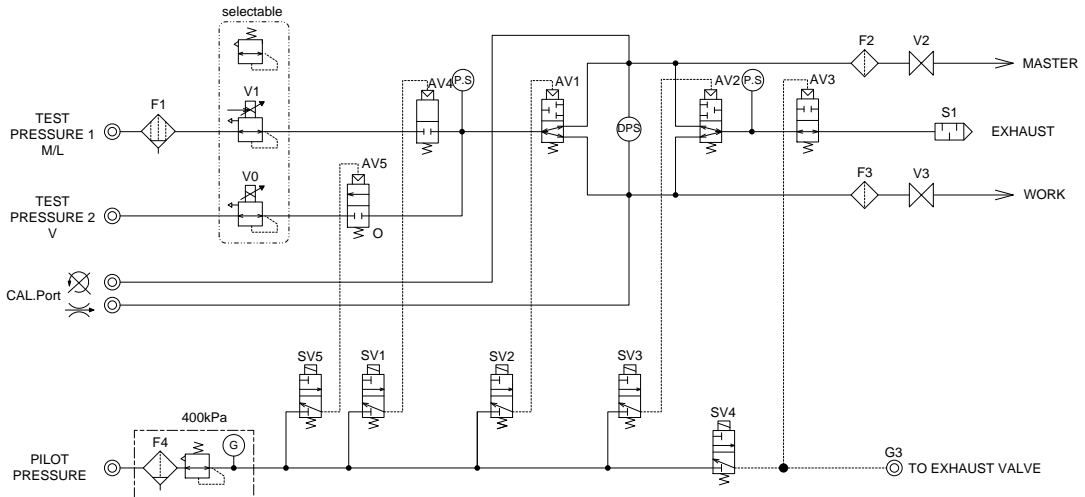 selectable
F1
V1
AV4
P.S
AV1
AV2
P.S
AV3
F2
V2
MASTER
TEST
PRESSURE 1
M/L
DPS
S1
EXHAUST
AV5
V0
TEST
PRESSURE 2
V
O
F3
V3
WORK
CAL.Port
SV5
SV1
SV2
SV3
SV4
400kPa
F4
G
PILOT
PRESSURE
G3
TO EXHAUST VALVE